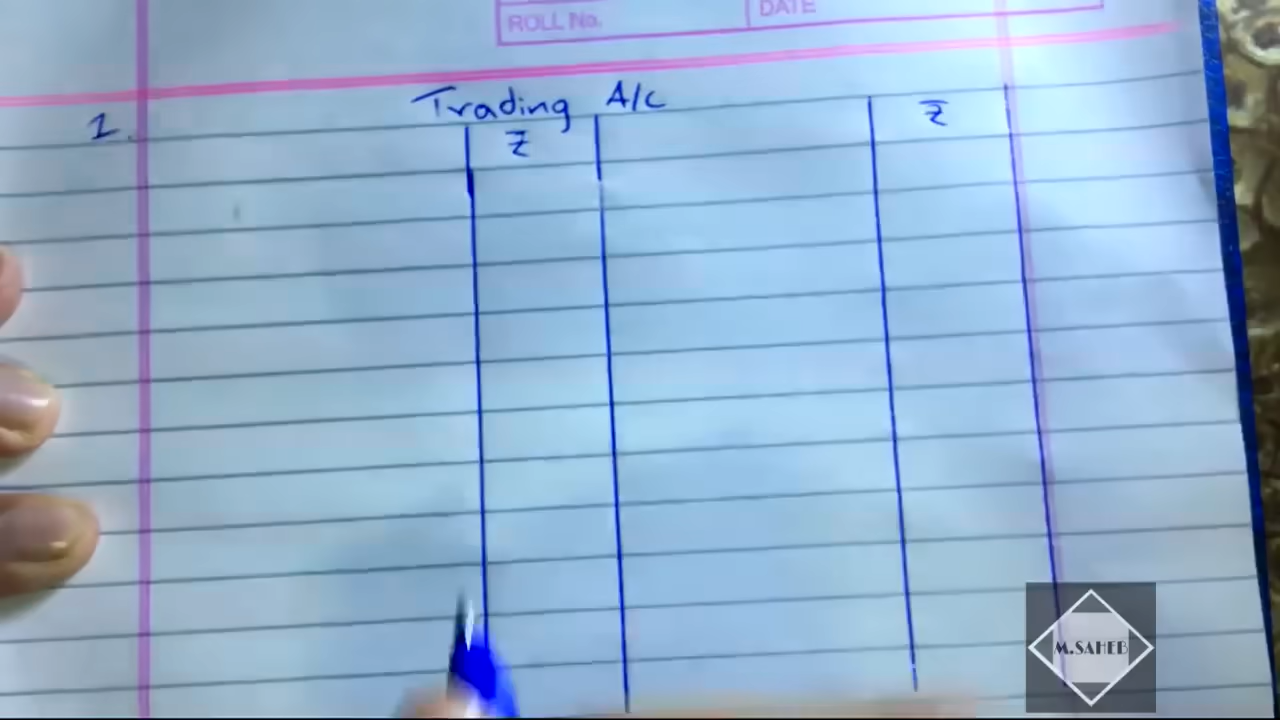 ROLL No. DATE
Trading A/C
1.
₹ ₹
M.SAHEB